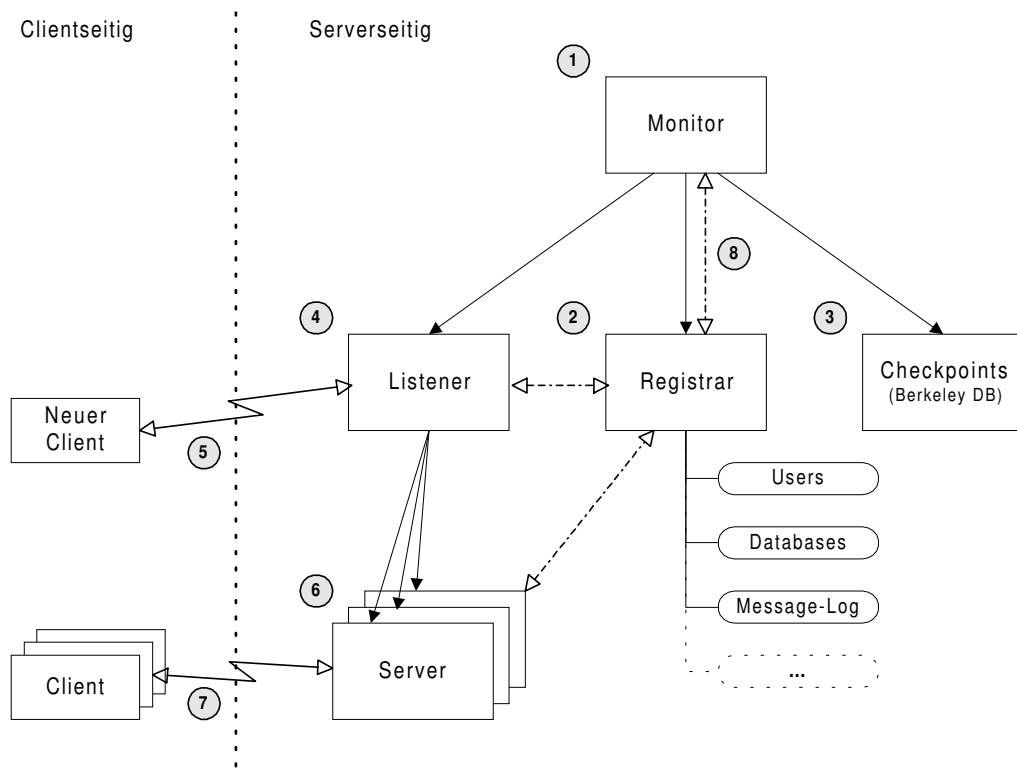 Clientseitig
Serverseitig
1
Monitor
8
4
2
3
Listener
Registrar
Checkpoints
(Berkeley DB)
Neuer
Client
5
Users
Databases
Message-Log
...
6
Server
Client
7